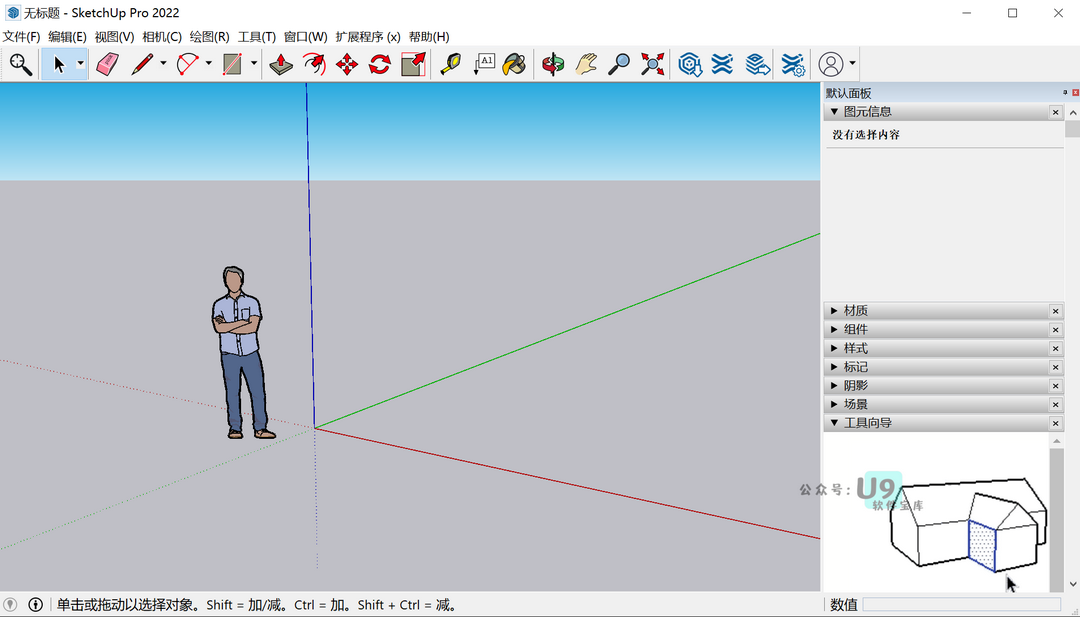 无标题 - SketchUp Pro 2022
文件(F) 编辑(E) 视图(V) 相机(C) 绘图(R) 工具(T) 窗口(W) 扩展程序 (x) 帮助(H)
A1
默认面板
图元信息
没有选择内容
材质
组件
样式
标记
阴影
场景
工具向导
公众号: U9
软件宝库
单击或拖动以选择对象。Shift = 加/减。Ctrl = 加。Shift + Ctrl = 减。
数值